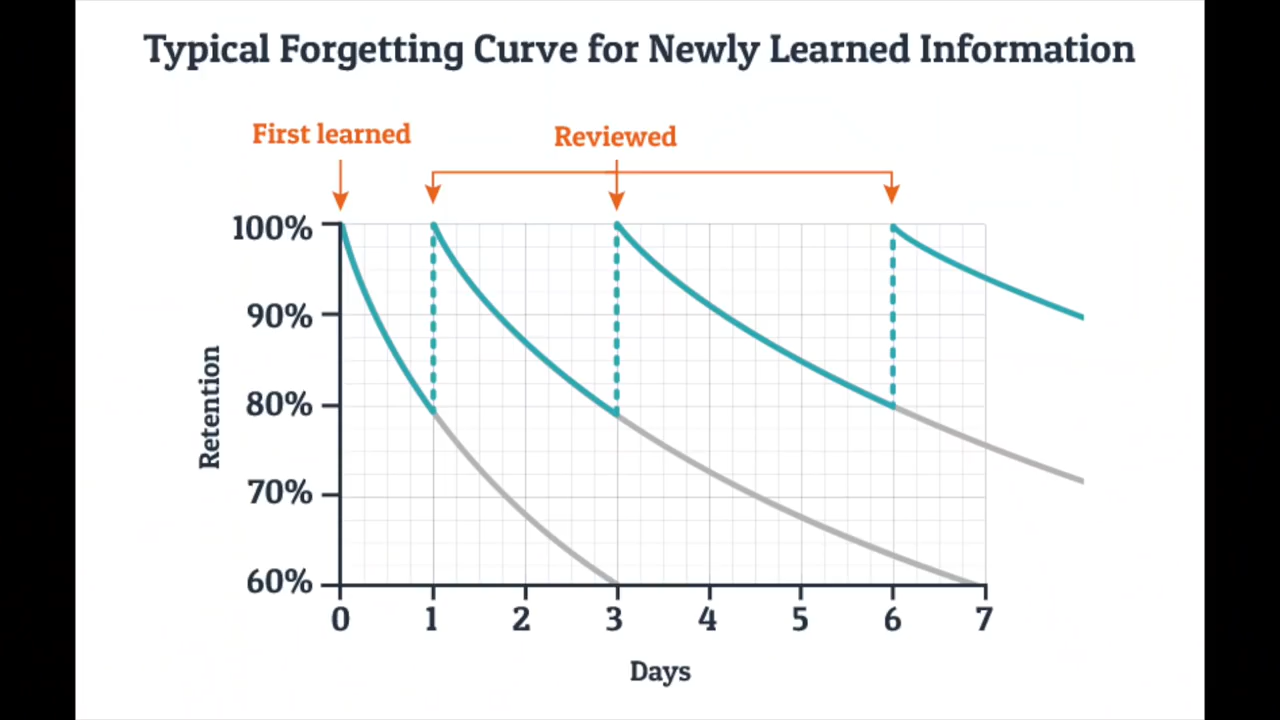 Typical Forgetting Curve for Newly Learned Information
First learned
Reviewed
100%
90%
80%
70%
60%
Retention
0 1 2 3 4 5 6 7
Days